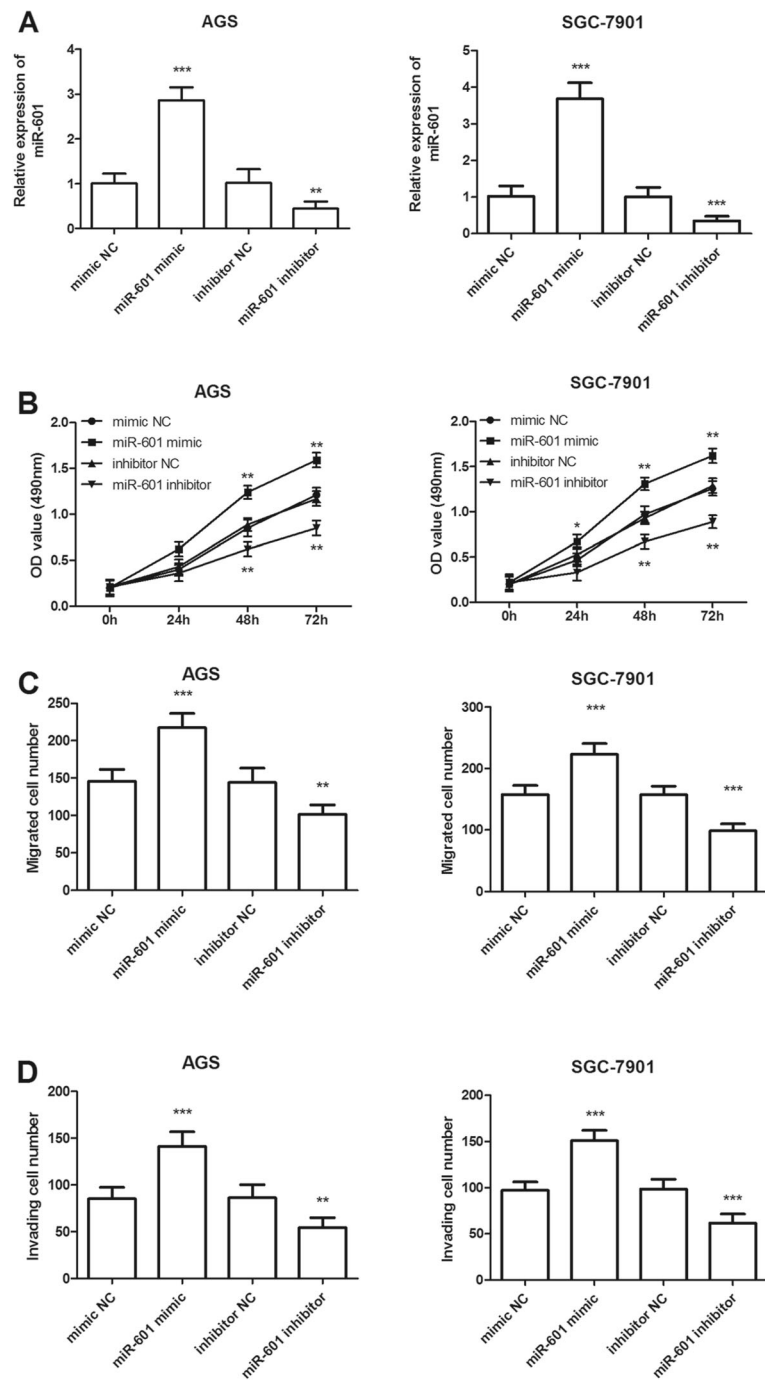 A
AGS
Relative expression of
miR-601
4
3
2
1
0
***
**
mimic NC
miR-601 mimic
inhibitor NC
miR-601 inhibitor
SGC-7901
Relative expression of
miR-601
5
4
3
2
1
0
***
***
mimic NC
miR-601 mimic
inhibitor NC
miR-601 inhibitor
B
AGS
OD value (490nm)
2.0
1.5
1.0
0.5
0.0
mimic NC
miR-601 mimic
inhibitor NC
miR-601 inhibitor
**
**
**
**
0h
24h
48h
72h
SGC-7901
OD value (490nm)
2.0
1.5
1.0
0.5
0.0
mimic NC
miR-601 mimic
inhibitor NC
miR-601 inhibitor
*
**
**
**
**
0h
24h
48h
72h
C
AGS
Migrated cell number
250
200
150
100
50
0
***
**
mimic NC
miR-601 mimic
inhibitor NC
miR-601 inhibitor
SGC-7901
Migrated cell number
300
200
100
0
***
***
mimic NC
miR-601 mimic
inhibitor NC
miR-601 inhibitor
D
AGS
Invading cell number
200
150
100
50
0
***
**
mimic NC
miR-601 mimic
inhibitor NC
miR-601 inhibitor
SGC-7901
Invading cell number
200
150
100
50
0
***
***
mimic NC
miR-601 mimic
inhibitor NC
miR-601 inhibitor